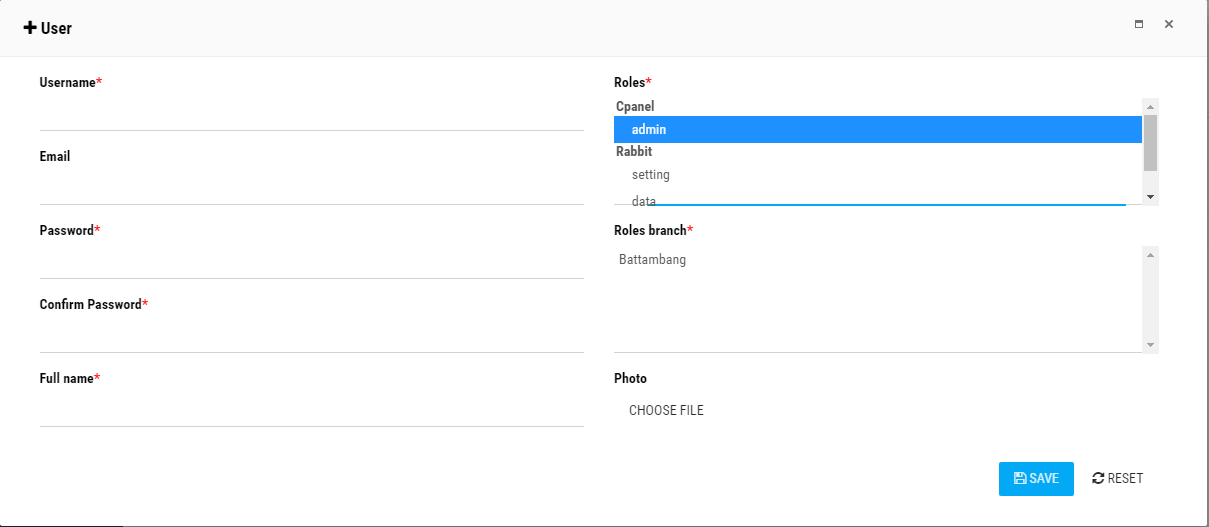 User
Username*
Email
Password*
Confirm Password*
Full name*
Roles*
Cpanel
admin
Rabbit
setting
data
Roles branch*
Battambang
Photo
CHOOSE FILE
SAVE
RESET